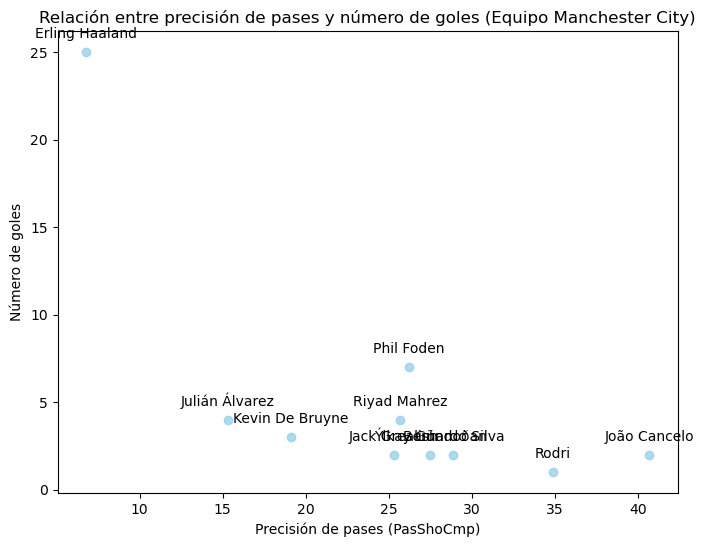 Relación entre precisión de pases y número de goles (Equipo Manchester City)
Erling Haaland
25
20
Número de goles
15
10
Phil Foden
Julián Álvarez
Riyad Mahrez
5
Kevin De Bruyne
Jack
Silva
João Cancelo
Rodri
0
10
15
20
25
30
35
40
Precisión de pases (PasShoCmp)